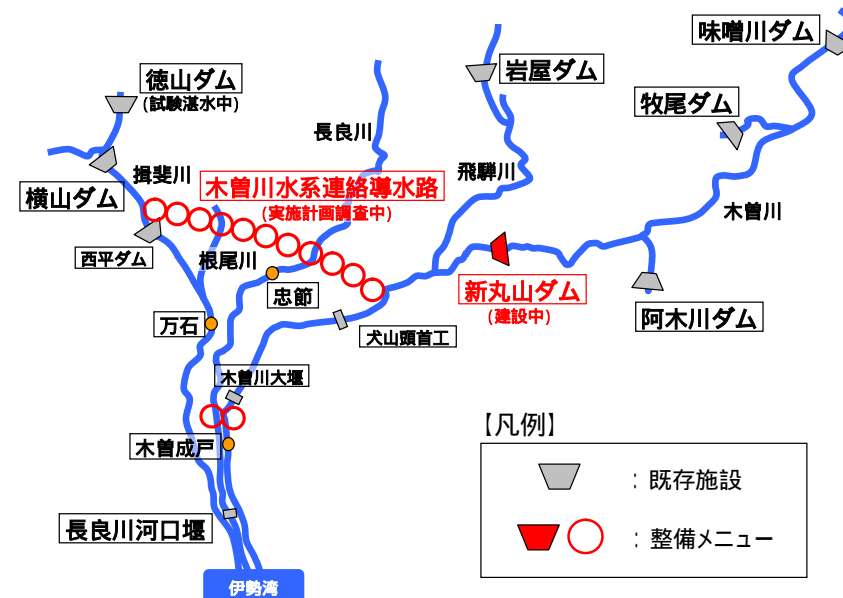 味噌川ダム
徳山ダム
(試験湛水中)
岩屋ダム
牧尾ダム
長良川
横山ダム
揖斐川
木曽川水系連絡導水路
(実施計画調査中)
飛騨川
木曽川
西平ダム
根尾川
忠節
新丸山ダム
(建設中)
阿木川ダム
万石
犬山頭首工
木曽川大堰
木曽成戸
長良川河口堰
伊勢湾
【凡例】
:既存施設
:整備メニュー